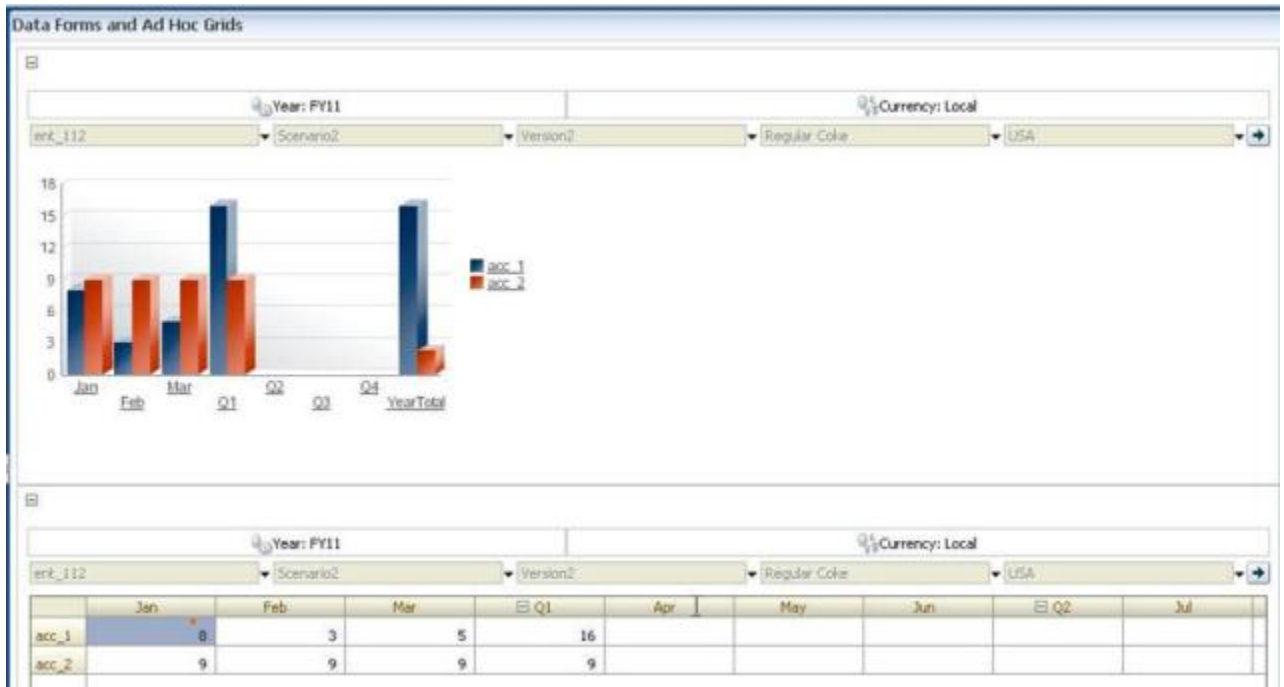 Data Forms and Ad Hoc Grids
Year: FY11 Currency: Local
ent_112 Scenario2 Version2 Regular Coke USA
18
15
12
9
6
3
0
acc_1
acc_2
Jan Mar Q2 Q4
Feb Q1 Q3 YearTotal
Year: FY11 Currency: Local
ent_112 Scenario2 Version2 Regular Coke USA
Jan Feb Mar Q1 Apr May Jun Q2 Jul
acc_1 8 3 5 16
acc_2 9 9 9 9